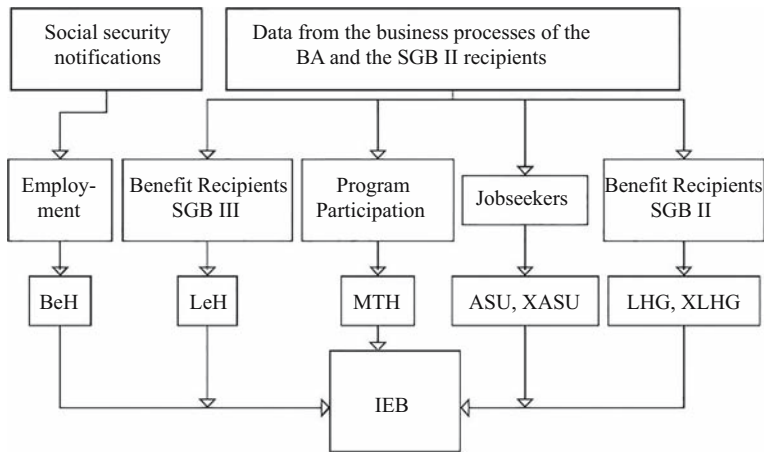 Social security
notifications
Data from the business processes of the
BA and the SGB II recipients
Employ-
ment
Benefit Recipients
SGB III
Program
Participation
Jobseekers
Benefit Recipients
SGB II
BeH
LeH
MTH
ASU, XASU
LHG, XLHG
IEB